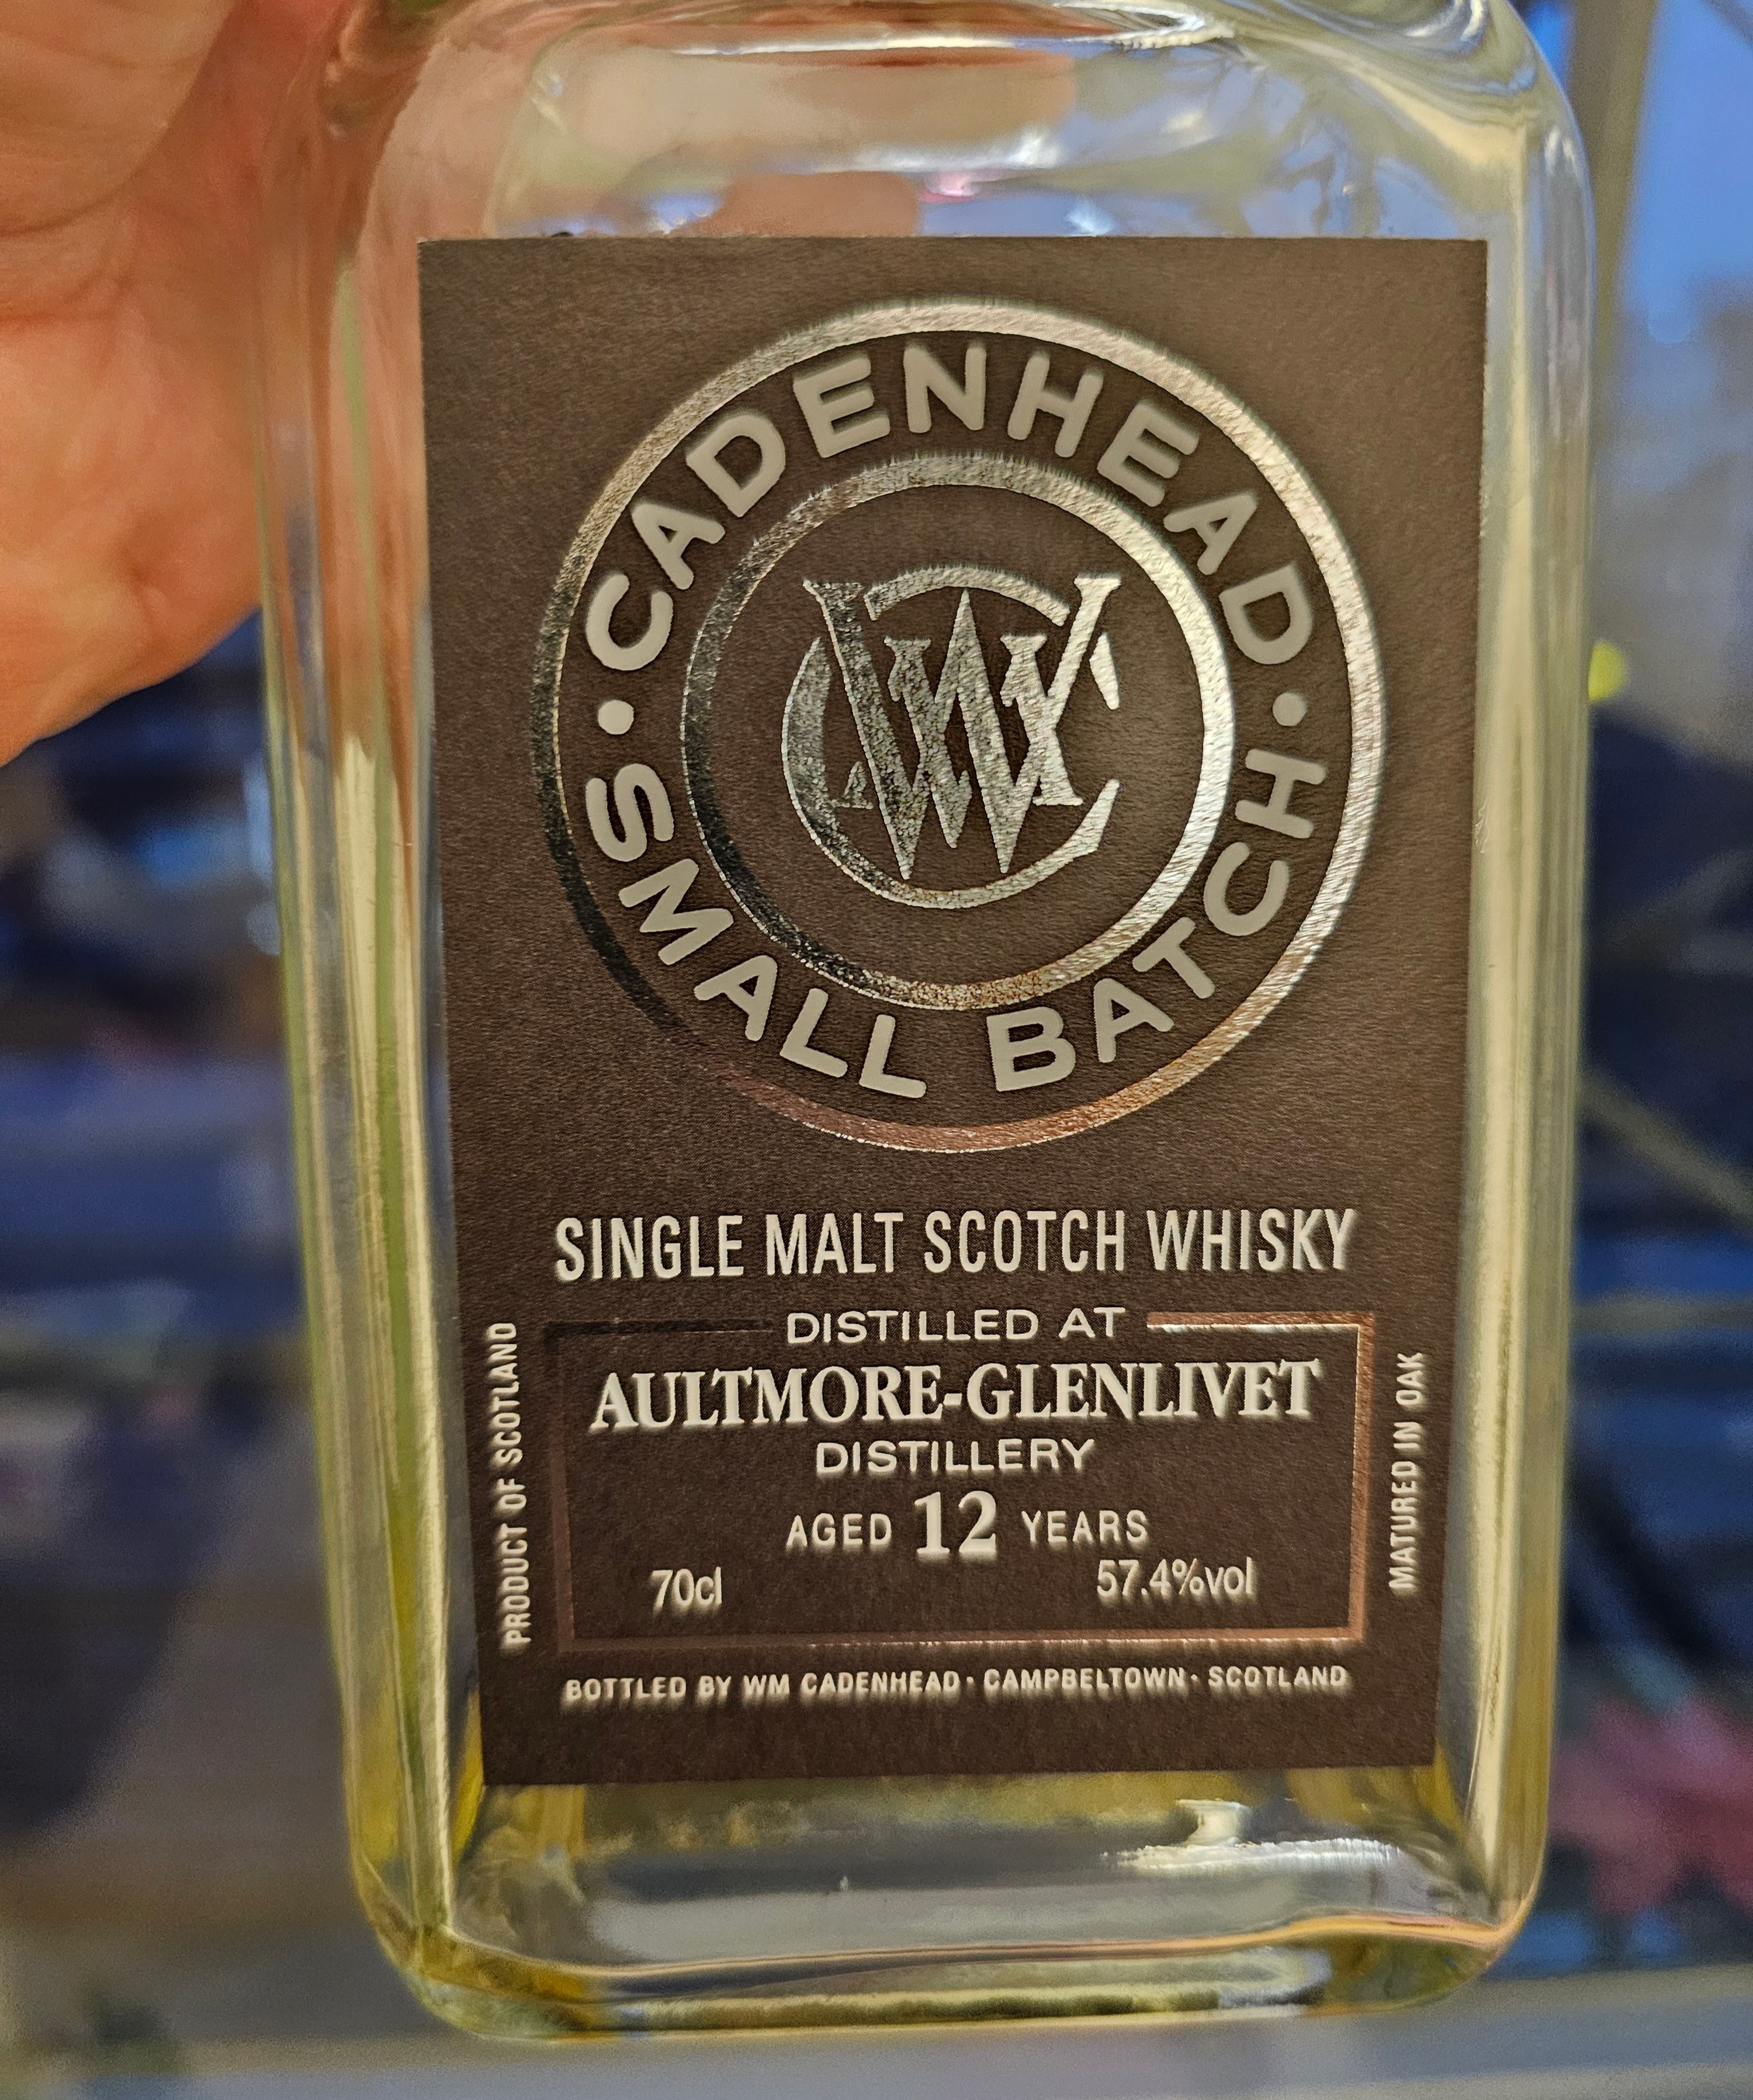 CADENHEAD
WC
SMALL BATCH
SINGLE MALT SCOTCH WHISKY
DISTILLED AT
AULTMORE-GLENLIVET
DISTILLERY
AGED 12 YEARS
70cl 57.4%vol
PRODUCT OF SCOTLAND
MATURED IN OAK
BOTTLED BY WM CADENHEAD · CAMPBELTOWN · SCOTLAND